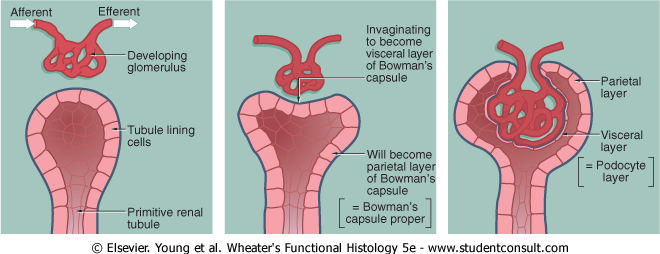 Afferent
Efferent
Developing
glomerulus
Tubule lining
cells
Primitive renal
tubule
Invaginating
to become
visceral layer
of Bowman's
capsule
Will become
parietal layer
of Bowman's
capsule
= Bowman's
capsule proper
Parietal
layer
Visceral
layer
= Podocyte
layer
© Elsevier. Young et al. Wheater's Functional Histology 5e - www.studentconsult.com